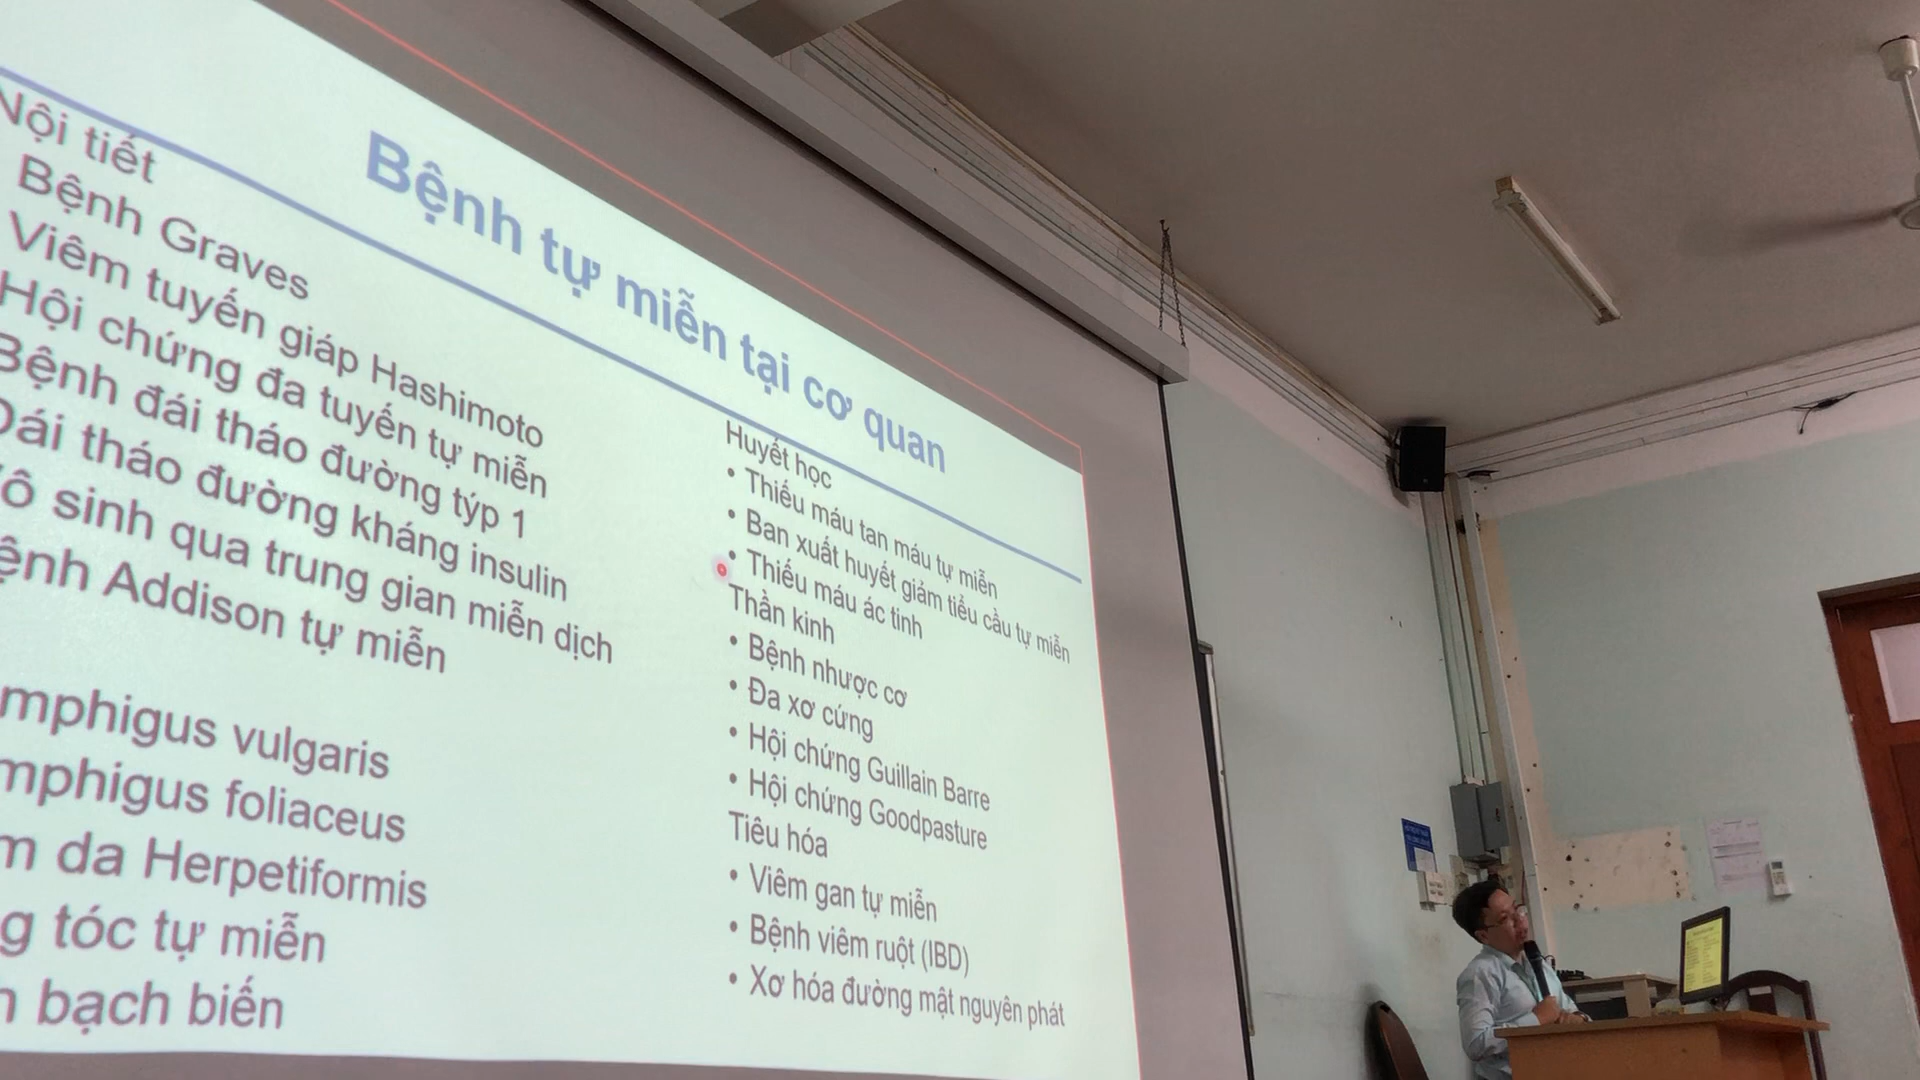 Bệnh tự miễn tại cơ quan
Nội tiết
Bệnh Graves
Viêm tuyến giáp Hashimoto
Hội chứng đa tuyến tự miễn
Bệnh đái tháo đường týp 1
Đái tháo đường kháng insulin
ô sinh qua trung gian miễn dịch
ệnh Addison tự miễn
mphigus vulgaris
mphigus foliaceus
m da Herpetiformis
g tóc tự miễn
bạch biến
Huyết học
• Thiếu máu tan máu tự miễn
• Ban xuất huyết giảm tiểu cầu tự miễn
• Thiếu máu ác tinh
Thần kinh
• Bệnh nhược cơ
• Đa xơ cứng
• Hội chứng Guillain Barre
• Hội chứng Goodpasture
Tiêu hóa
• Viêm gan tự miễn
• Bệnh viêm ruột (IBD)
• Xơ hóa đường mật nguyên phát